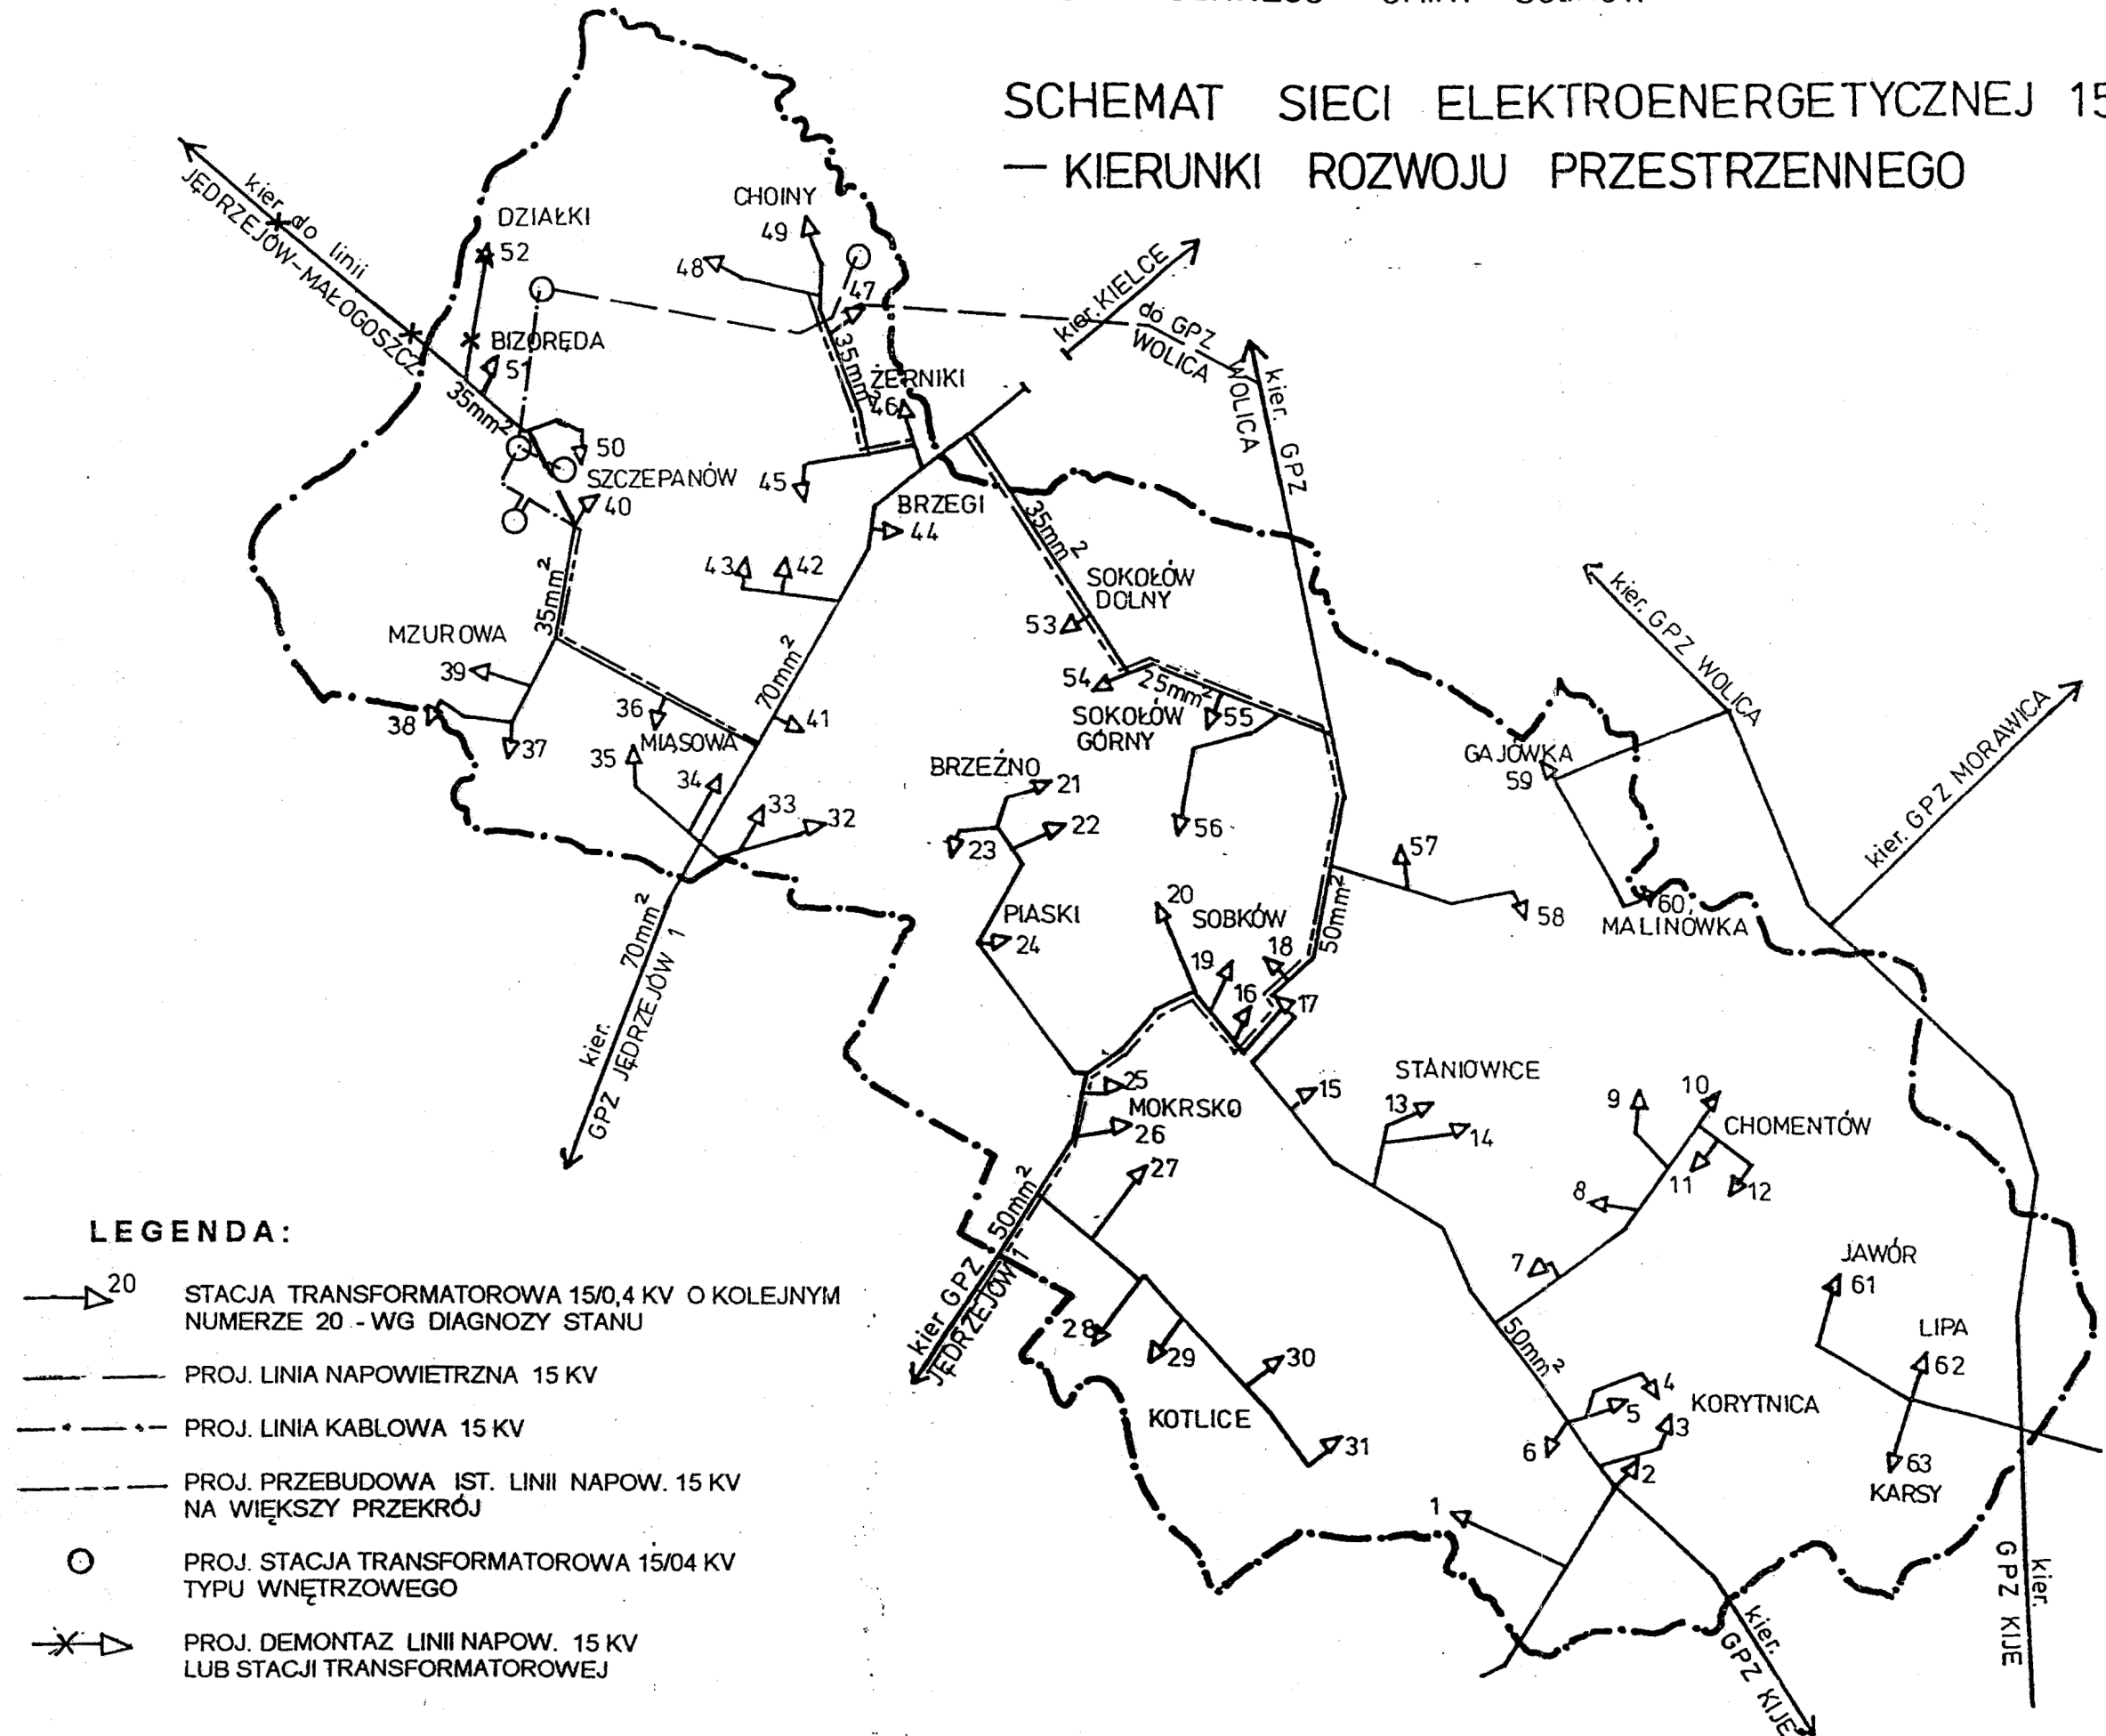 GMINY
SCHEMAT SIECI ELEKTROENERGETYCZNEJ 15
— KIERUNKI ROZWOJU PRZESTRZENNEGO
kier. do linii
JĘDRZEJÓW-MAŁOGOSZCZ
DZIAŁKI
52
CHOINY
49
48
47
kier. KIELCE
do GPZ
WOLICA
kier. GPZ
WOLICA
BIZORĘDA
51
35mm²
35mm²
ŻERNIKI
46
50
SZCZEPANÓW
40
45
BRZEGI
44
35mm²
43
42
SOKOŁÓW
DOLNY
53
kier. GPZ WOLICA
35mm²
MZUROWA
39
70mm²
54
25mm²
38
37
36
MIĄSOWA
41
SOKOŁÓW
GÓRNY
55
35
34
33
32
BRZEŹNO
21
22
23
56
GAJÓWKA
59
kier. GPZ MORAWICA
57
58
60
MALINÓWKA
PIASKI
24
20
SOBKÓW
50mm²
19
18
16
17
70mm²
kier.
GPZ JĘDRZEJÓW 1
25
MOKRSKO
26
15
STANIOWICE
13
14
9
10
CHOMENTÓW
11
12
8
7
27
50mm²
kier GPZ
JĘDRZEJÓW 1
28
29
30
31
KOTLICE
50mm²
JAWÓR
61
LIPA
62
63
KARSY
4
5
KORYTNICA
3
6
2
1
kier.
GPZ KIJE
kier.
GPZ KIJE
LEGENDA:
20
STACJA TRANSFORMATOROWA 15/0,4 KV O KOLEJNYM
NUMERZE 20 - WG DIAGNOZY STANU
PROJ. LINIA NAPOWIETRZNA 15 KV
PROJ. LINIA KABLOWA 15 KV
PROJ. PRZEBUDOWA IST. LINII NAPOW. 15 KV
NA WIĘKSZY PRZEKRÓJ
PROJ. STACJA TRANSFORMATOROWA 15/04 KV
TYPU WNĘTRZOWEGO
PROJ. DEMONTAZ LINII NAPOW. 15 KV
LUB STACJI TRANSFORMATOROWEJ